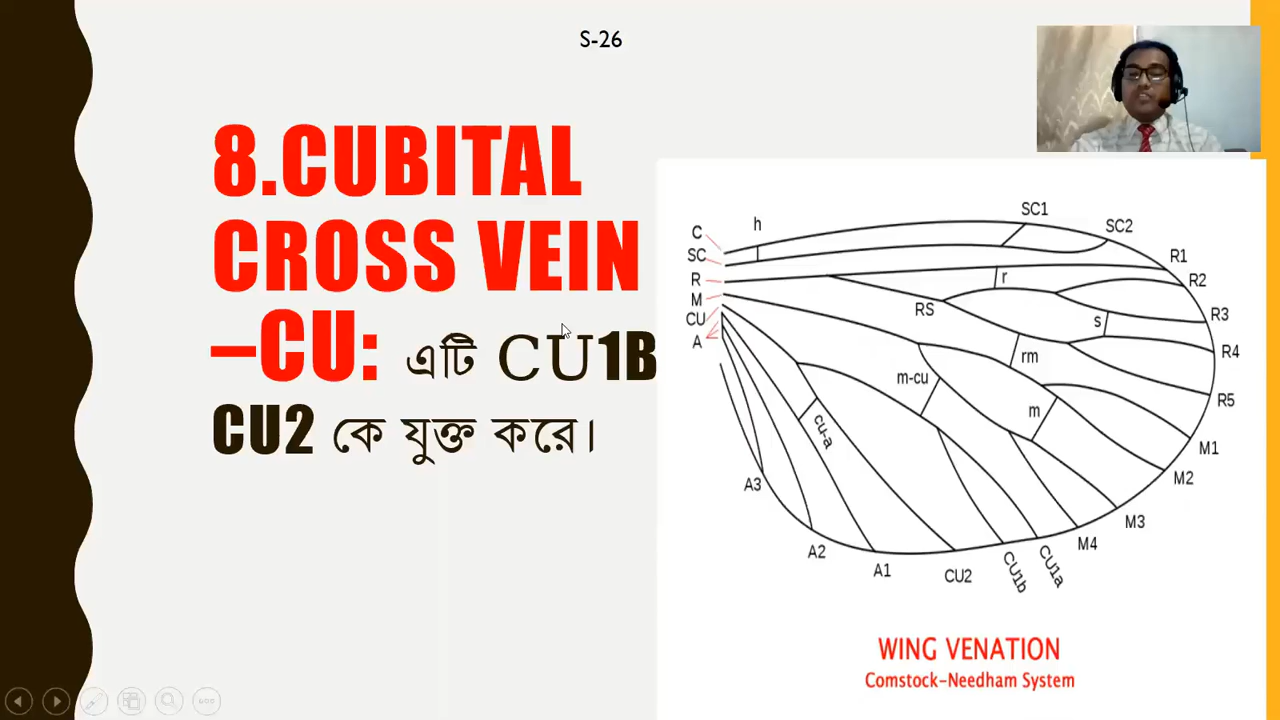 S-26
8.CUBITAL
CROSS VEIN
–CU: এটি CU1B
CU2 কে যুক্ত করে।
C
SC
R
M
CU
A
h
SC1
SC2
R1
R2
R3
R4
R5
M1
M2
M3
M4
CU1a
CU1b
CU2
A1
A2
A3
r
RS
s
rm
m-cu
m
cu-a
WING VENATION
Comstock-Needham System